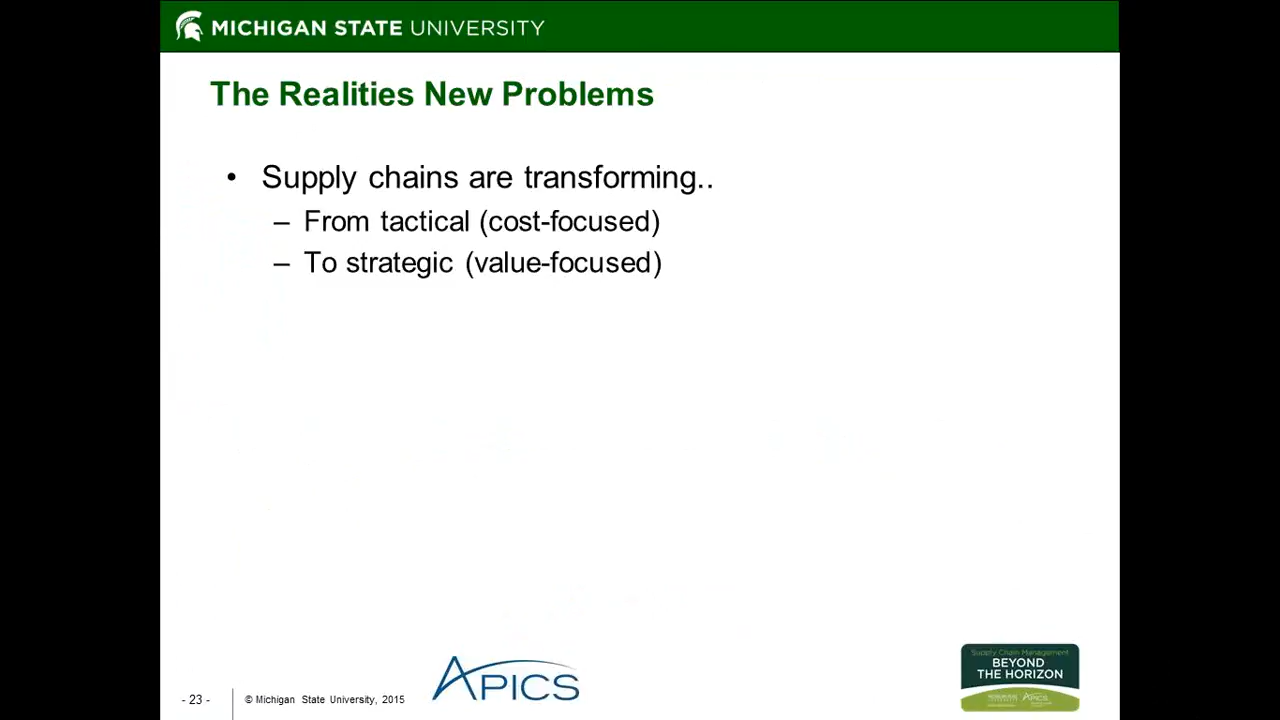 MICHIGAN STATE UNIVERSITY
The Realities New Problems
• Supply chains are transforming..
– From tactical (cost-focused)
– To strategic (value-focused)
- 23 -
© Michigan State University, 2015
APICS
Supply Chain Management
BEYOND
THE HORIZON
APICS